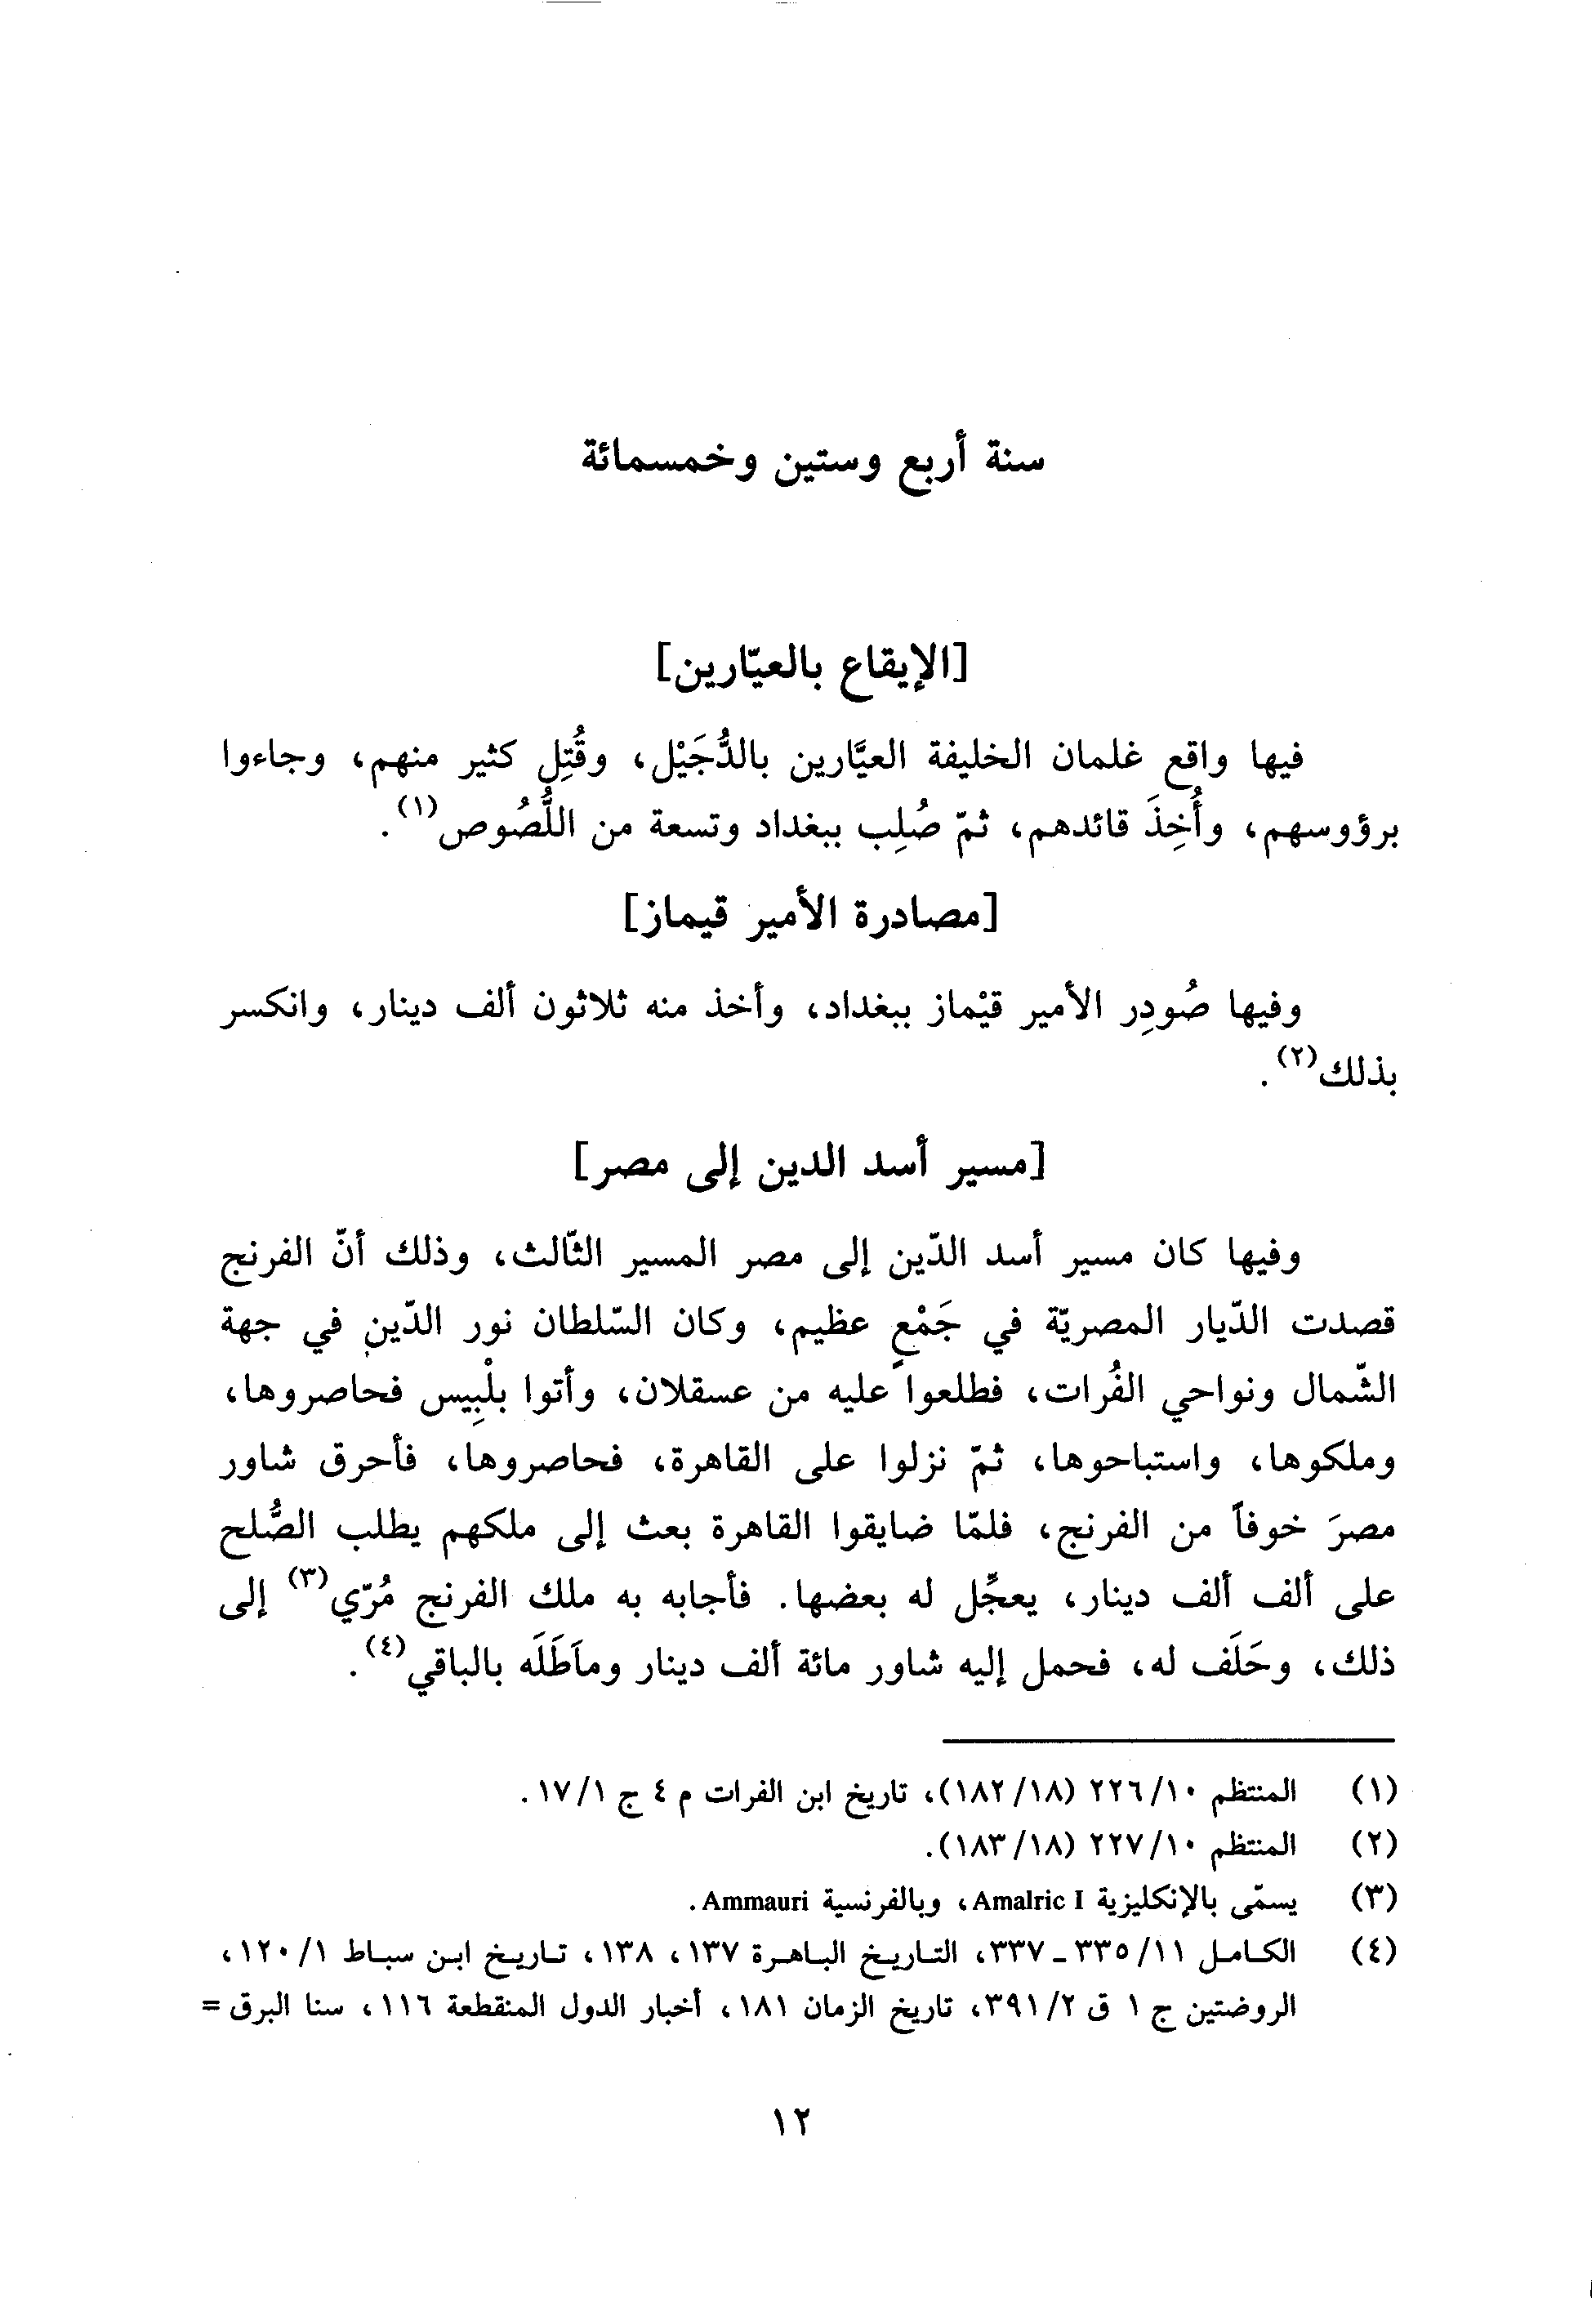 سنة أربع وستين وخمسمائة
[الإيقاع بالعيّارين]
فيها واقع غلمان الخليفة العيَّارين بالدُّجَيْل، وقُتِل كثير منهم، وجاءوا
برؤوسهم، وأُخِذَ قائدهم، ثمّ صُلِب ببغداد وتسعة من اللُّصُوص(١).
[مصادرة الأمير قيماز]
وفيها صُودِر الأمير قيْماز ببغداد، وأخذ منه ثلاثون ألف دينار، وانكسر
بذلك(٢).
[مسير أسد الدين إلى مصر]
وفيها كان مسير أسد الدّين إلى مصر المسير الثّالث، وذلك أنّ الفرنج
قصدت الدّيار المصريّة في جَمْعٍ عظيم، وكان السّلطان نور الدّين في جهة
الشّمال ونواحي الفُرات، فطلعوا عليه من عسقلان، وأتوا بلْبِيس فحاصروها،
وملكوها، واستباحوها، ثمّ نزلوا على القاهرة، فحاصروها، فأحرق شاور
مصرَ خوفاً من الفرنج، فلمّا ضايقوا القاهرة بعث إلى ملكهم يطلب الصُّلح
على ألف ألف دينار، يعجِّل له بعضها. فأجابه به ملك الفرنج مُرّي(٣) إلى
ذلك، وحَلَف له، فحمل إليه شاور مائة ألف دينار وماَطَلَه بالباقي(٤).
(١) المنتظم ١٠/٢٢٦ (١٨/١٨٢)، تاريخ ابن الفرات م ٤ ج ١/١٧.
(٢) المنتظم ١٠/٢٢٧ (١٨/١٨٣).
(٣) يسمّى بالإنكليزية Amalric I، وبالفرنسية Ammauri.
(٤) الكامل ١١/٣٣٥ـ٣٣٧، التاريخ الباهرة ١٣٧، ١٣٨، تاريخ ابن سباط ١/١٢٠،
الروضتين ج ١ ق ٢/٣٩١، تاريخ الزمان ١٨١، أخبار الدول المنقطعة ١١٦، سنا البرق =
١٢